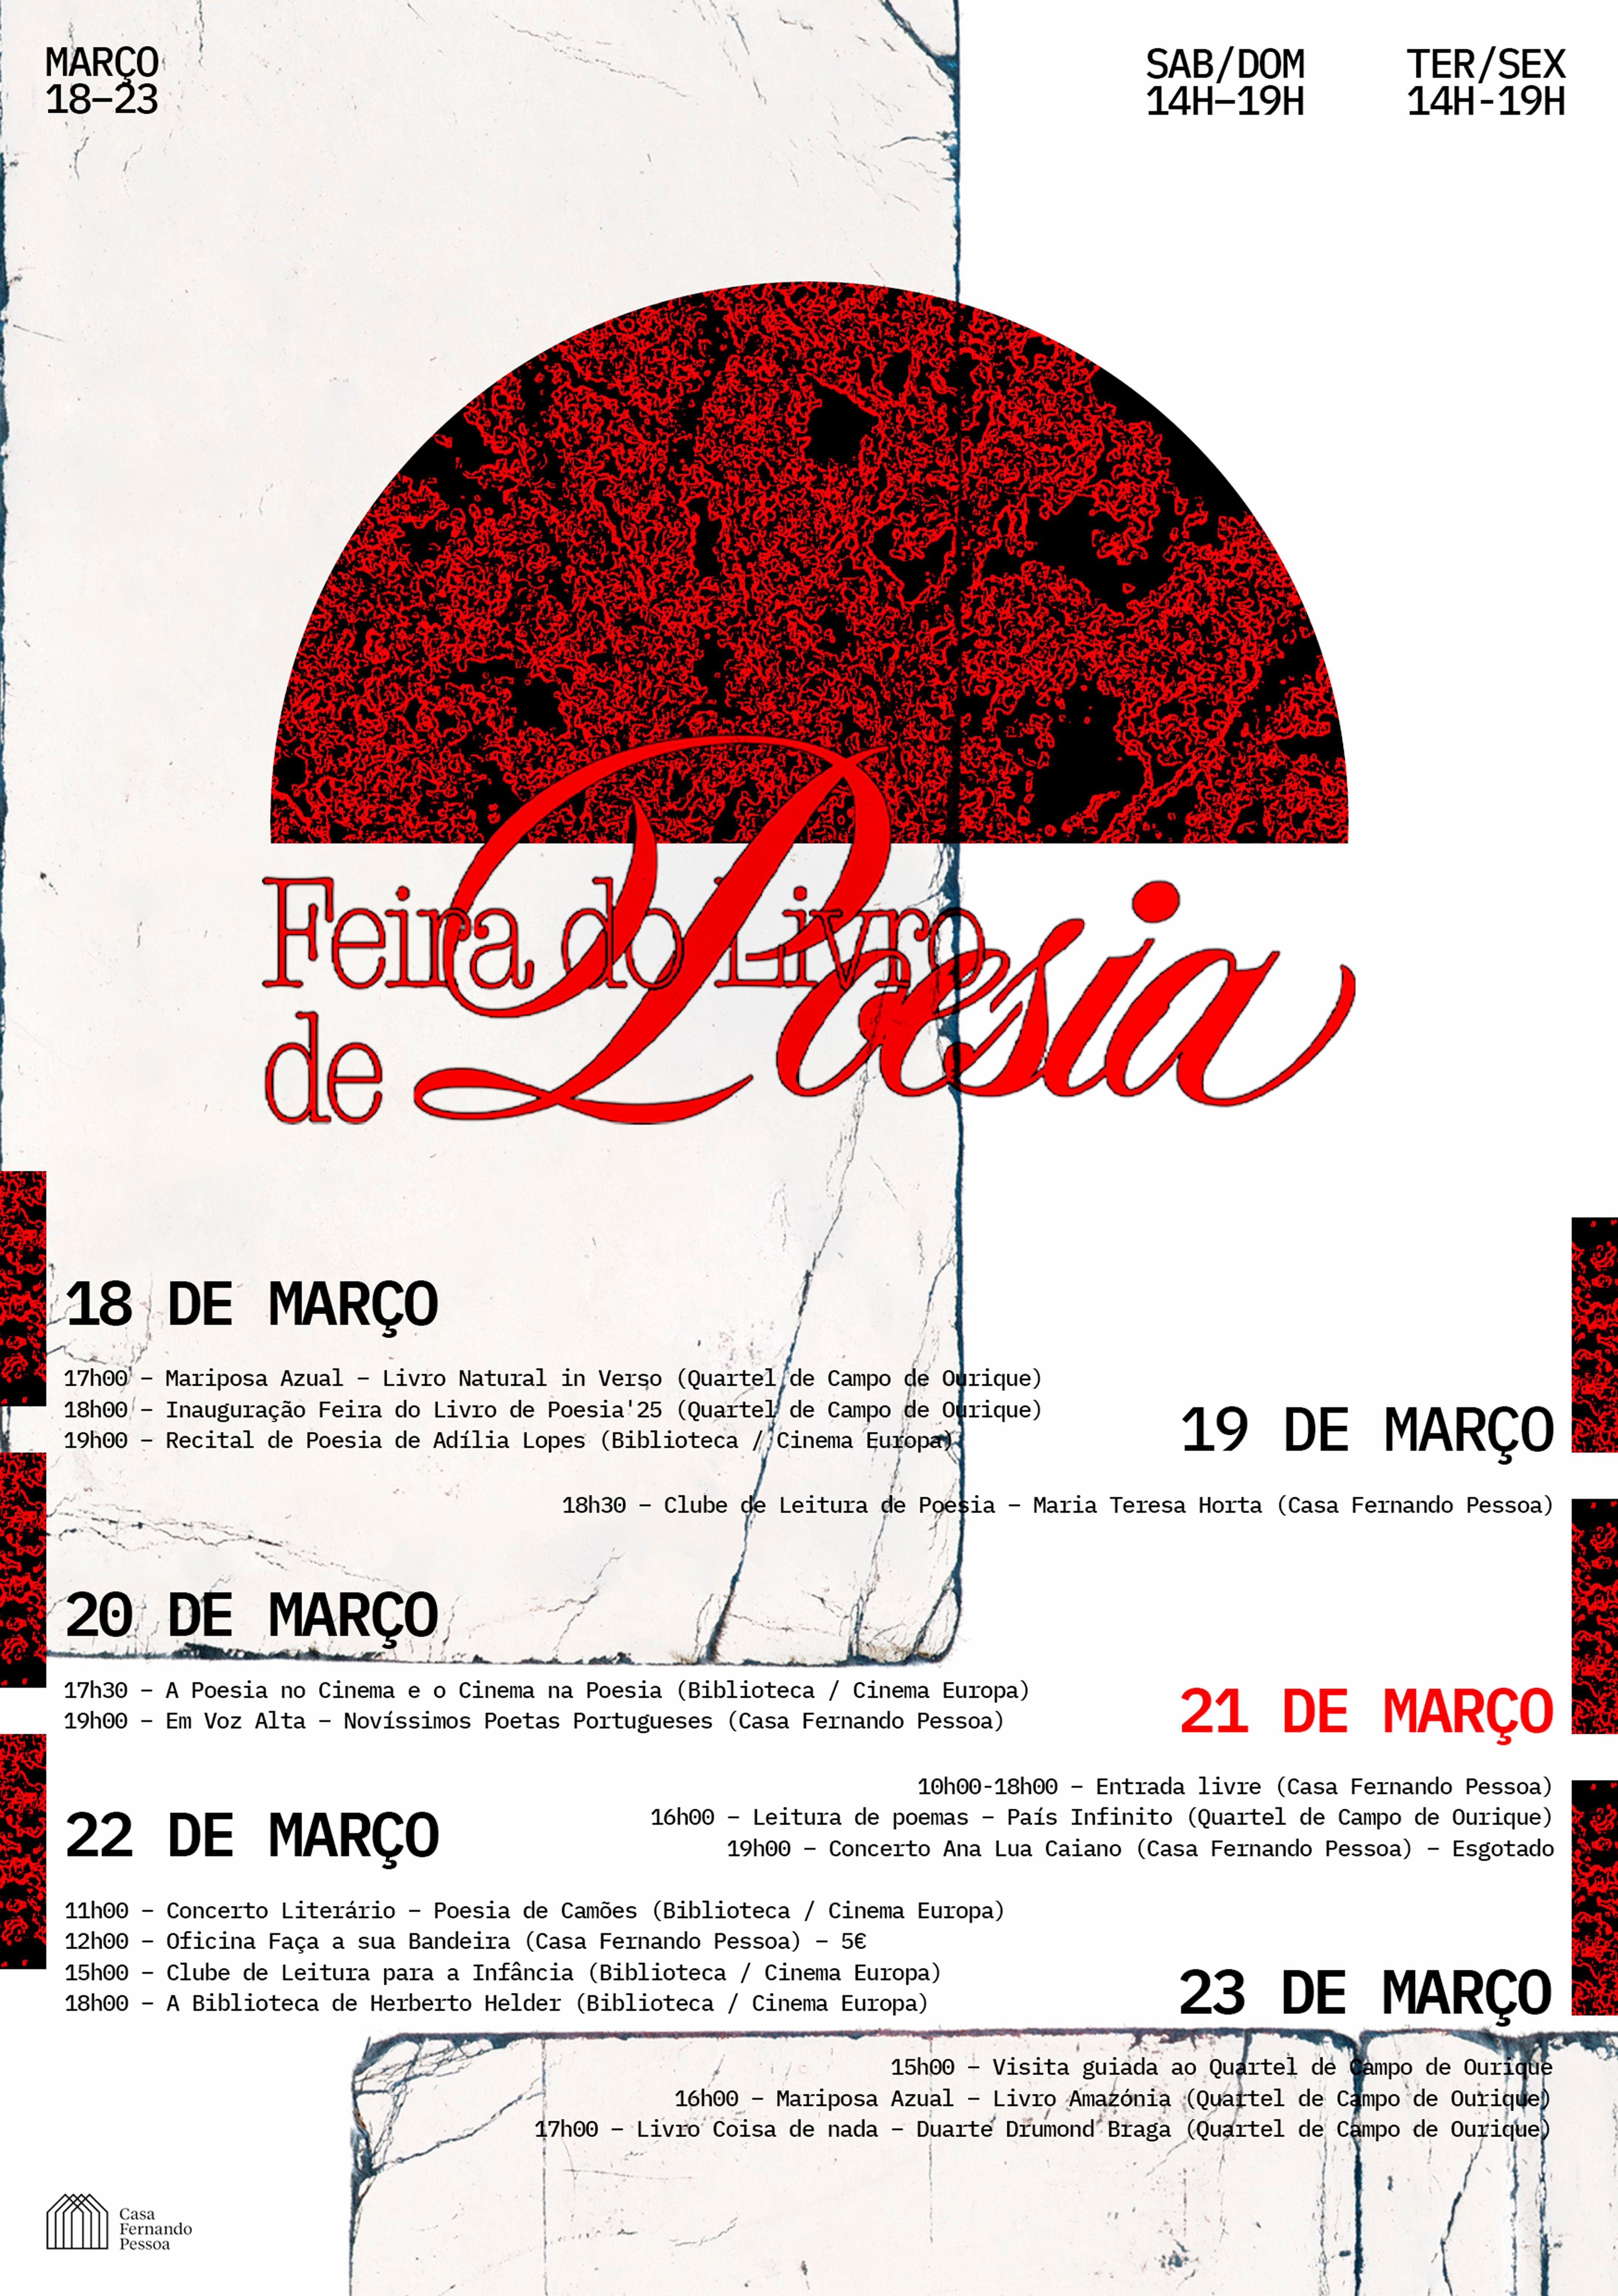 MARÇO
18–23
SAB/DOM
14H–19H
TER/SEX
14H-19H
Feira do Livro
de Poesia
18 DE MARÇO
17h00 – Mariposa Azual – Livro Natural in Verso (Quartel de Campo de Ourique)
18h00 – Inauguração Feira do Livro de Poesia'25 (Quartel de Campo de Ourique)
19h00 – Recital de Poesia de Adília Lopes (Biblioteca / Cinema Europa)
19 DE MARÇO
18h30 – Clube de Leitura de Poesia – Maria Teresa Horta (Casa Fernando Pessoa)
20 DE MARÇO
17h30 – A Poesia no Cinema e o Cinema na Poesia (Biblioteca / Cinema Europa)
19h00 – Em Voz Alta – Novíssimos Poetas Portugueses (Casa Fernando Pessoa)
21 DE MARÇO
10h00-18h00 – Entrada livre (Casa Fernando Pessoa)
16h00 – Leitura de poemas – País Infinito (Quartel de Campo de Ourique)
19h00 – Concerto Ana Lua Caiano (Casa Fernando Pessoa) – Esgotado
22 DE MARÇO
11h00 – Concerto Literário – Poesia de Camões (Biblioteca / Cinema Europa)
12h00 – Oficina Faça a sua Bandeira (Casa Fernando Pessoa) – 5€
15h00 – Clube de Leitura para a Infância (Biblioteca / Cinema Europa)
18h00 – A Biblioteca de Herberto Helder (Biblioteca / Cinema Europa)
23 DE MARÇO
15h00 – Visita guiada ao Quartel de Campo de Ourique
16h00 – Mariposa Azual – Livro Amazónia (Quartel de Campo de Ourique)
17h00 – Livro Coisa de nada – Duarte Drumond Braga (Quartel de Campo de Ourique)
Casa
Fernando
Pessoa